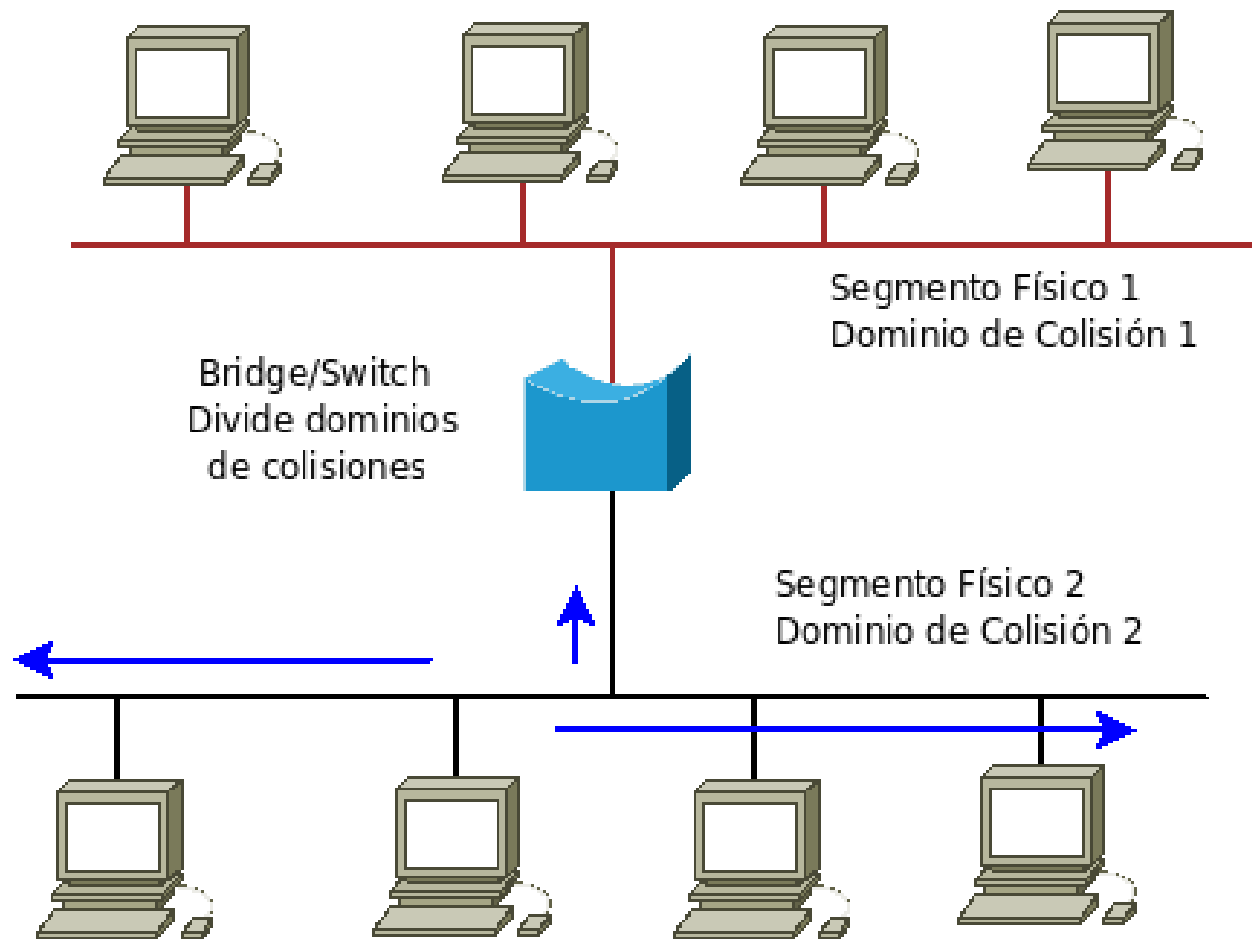 Segmento Físico 1
Dominio de Colisión 1
Bridge/Switch
Divide dominios
de colisiones
Segmento Físico 2
Dominio de Colisión 2